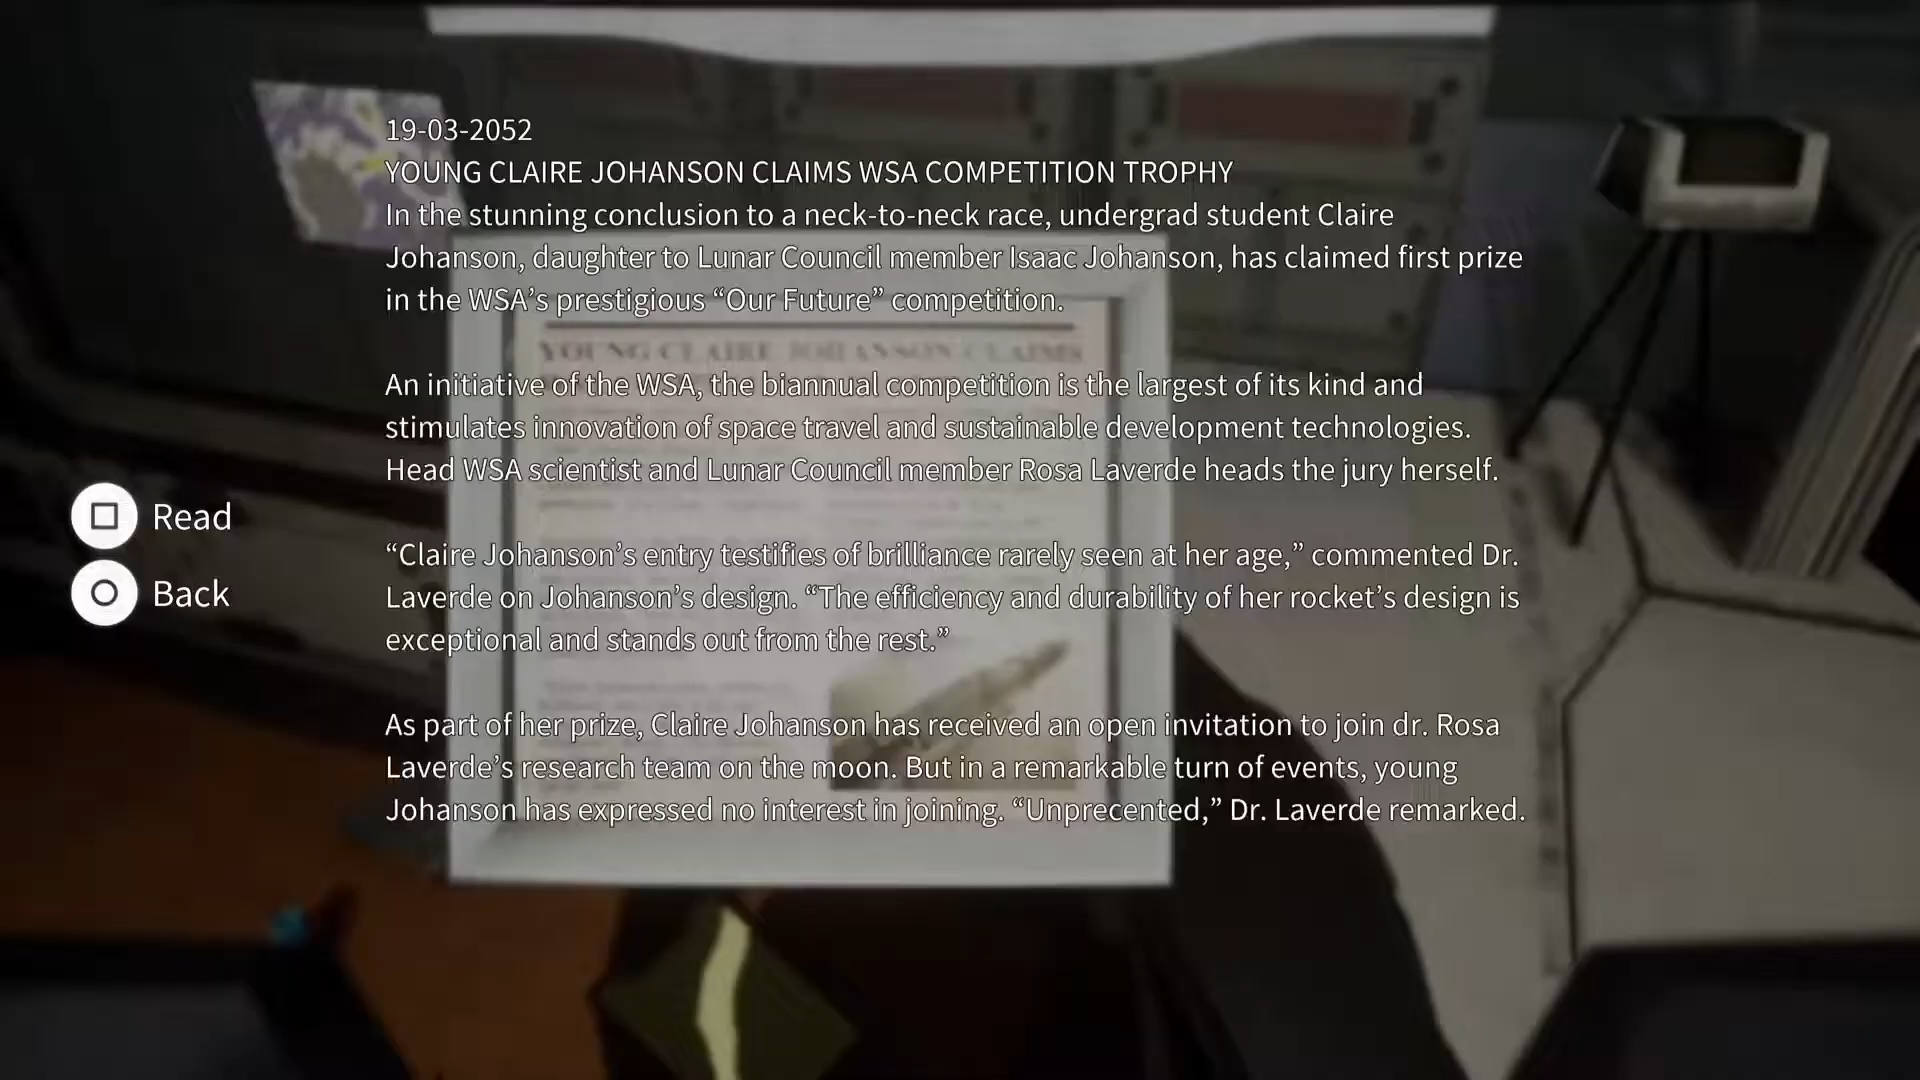 19-03-2052
YOUNG CLAIRE JOHANSON CLAIMS WSA COMPETITION TROPHY
In the stunning conclusion to a neck-to-neck race, undergrad student Claire
Johanson, daughter to Lunar Council member Isaac Johanson, has claimed first prize
in the WSA’s prestigious “Our Future” competition.
YOUNG CLAIRE JOHANSON CLAIMS
An initiative of the WSA, the biannual competition is the largest of its kind and
stimulates innovation of space travel and sustainable development technologies.
Head WSA scientist and Lunar Council member Rosa Laverde heads the jury herself.
Read
“Claire Johanson’s entry testifies of brilliance rarely seen at her age,” commented Dr.
Back
Laverde on Johanson’s design. “The efficiency and durability of her rocket’s design is
exceptional and stands out from the rest.”
As part of her prize, Claire Johanson has received an open invitation to join dr. Rosa
Laverde’s research team on the moon. But in a remarkable turn of events, young
Johanson has expressed no interest in joining. “Unprecented,” Dr. Laverde remarked.